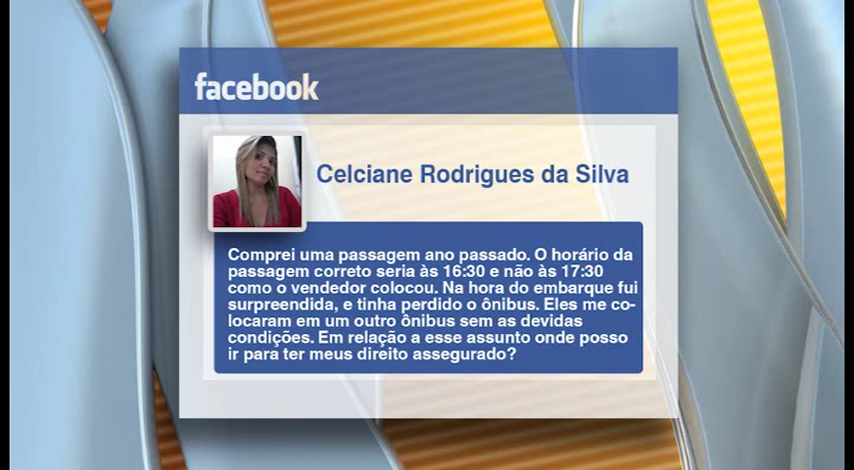 facebook
Celciane Rodrigues da Silva
Comprei uma passagem ano passado. O horário da
passagem correto seria às 16:30 e não às 17:30
como o vendedor colocou. Na hora do embarque fui
surpreendida, e tinha perdido o ônibus. Eles me co-
locaram em um outro ônibus sem as devidas
condições. Em relação a esse assunto onde posso
ir para ter meus direito assegurado?